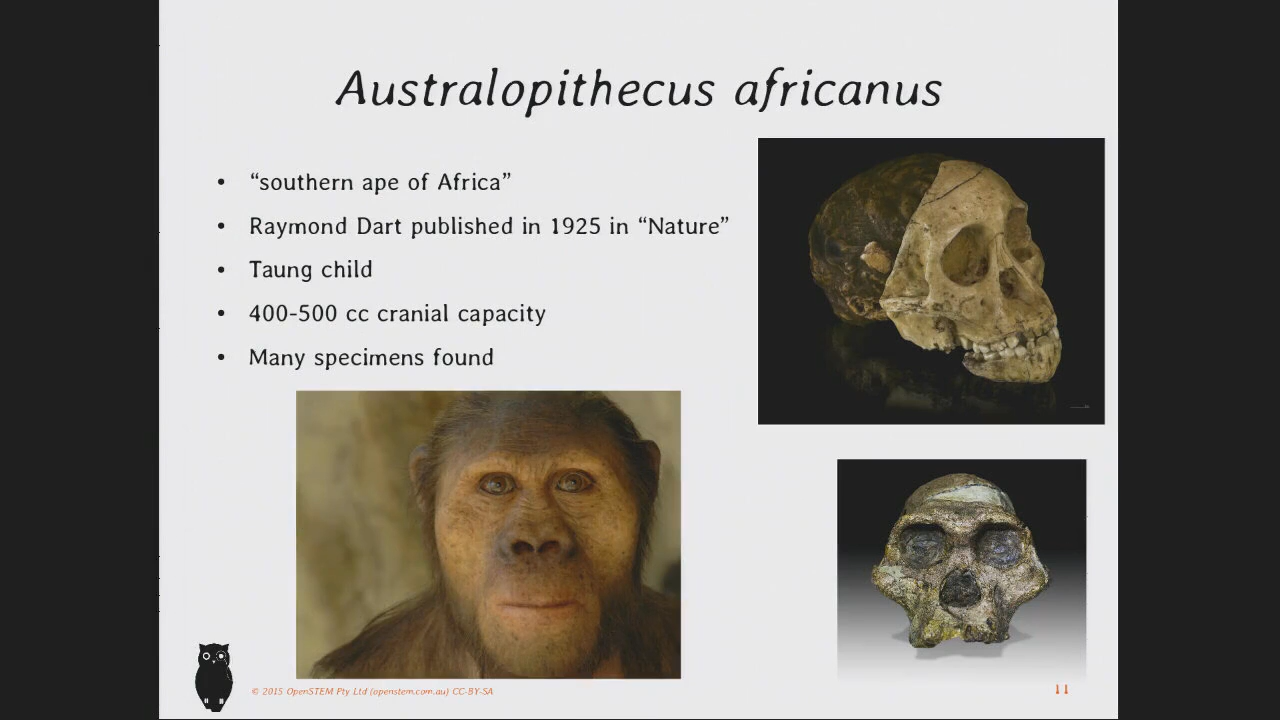 Australopithecus africanus
• “southern ape of Africa”
• Raymond Dart published in 1925 in “Nature”
• Taung child
• 400-500 cc cranial capacity
• Many specimens found
© 2015 OpenSTEM Pty Ltd (openstem.com.au) CC-BY-SA
11